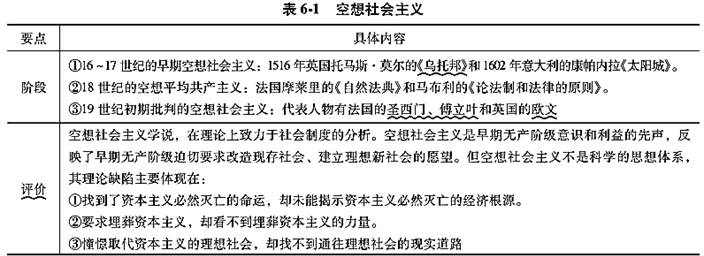 表 6-1 空想社会主义
要点 具体内容
阶段
①16~17 世纪的早期空想社会主义：1516 年英国托马斯·莫尔的《乌托邦》和 1602 年意大利的康帕内拉《太阳城》。
②18 世纪的空想平均共产主义：法国摩莱里的《自然法典》和马布利的《论法制和法律的原则》。
③19 世纪初期批判的空想社会主义：代表人物有法国的圣西门、傅立叶和英国的欧文
评价
空想社会主义学说，在理论上致力于社会制度的分析。空想社会主义是早期无产阶级意识和利益的先声，反
映了早期无产阶级迫切要求改造现存社会、建立理想新社会的愿望。但空想社会主义不是科学的思想体系，
其理论缺陷主要体现在：
①找到了资本主义必然灭亡的命运，却未能揭示资本主义必然灭亡的经济根源。
②要求埋葬资本主义，却看不到埋葬资本主义的力量。
③憧憬取代资本主义的理想社会，却找不到通往理想社会的现实道路